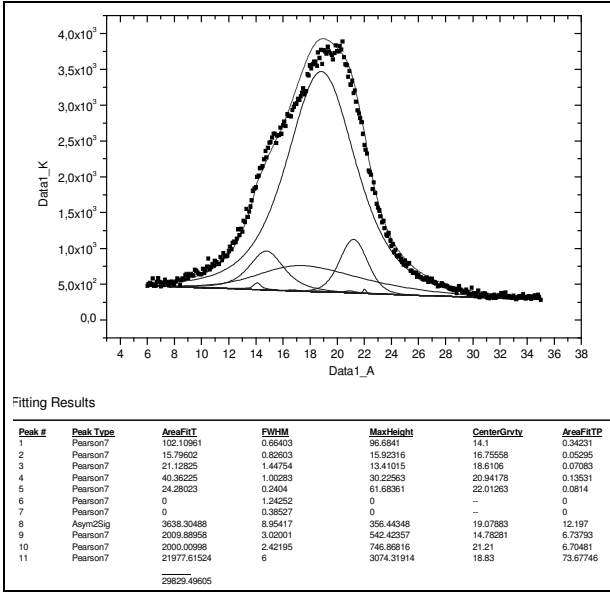 4,0x10³
3,5x10³
3,0x10³
2,5x10³
2,0x10³
1,5x10³
1,0x10³
5,0x10²
0,0
Data1_K
4 6 8 10 12 14 16 18 20 22 24 26 28 30 32 34 36 38
Data1_A
Fitting Results
Peak # Peak Type AreaFitT FWHM MaxHeight CenterGrvty AreaFitTP
1 Pearson7 102.10961 0.66403 96.6841 14.1 0.34231
2 Pearson7 15.79602 0.82603 15.92316 16.75558 0.05295
3 Pearson7 21.12825 1.44754 13.41015 18.6106 0.07083
4 Pearson7 40.36225 1.00283 30.22563 20.94178 0.13531
5 Pearson7 24.28023 0.2404 61.68361 22.01263 0.0814
6 Pearson7 0 1.24252 0 -- 0
7 Pearson7 0 0.38527 0 -- 0
8 Asym2Sig 3638.30488 8.95417 356.44348 19.07883 12.197
9 Pearson7 2009.88958 3.02001 542.42357 14.78281 6.73793
10 Pearson7 2000.00998 2.42195 746.86816 21.21 6.70481
11 Pearson7 21977.61524 6 3074.31914 18.83 73.67746
29829.49605